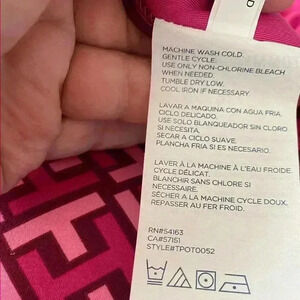 D
MACHINE WASH COLD.
GENTLE CYCLE.
USE ONLY NON-CHLORINE BLEACH
WHEN NEEDED.
TUMBLE DRY LOW.
COOL IRON IF NECESSARY
LAVAR A MAQUINA CON AGUA FRIA.
CICLO DELICADO.
USE SOLO BLANQUEADOR SIN CLORO
SI NECESITA.
SECAR A CICLO SUAVE.
PLANCHA FRIA SI ES NECESARIO.
LAVER À LA MACHINE À L'EAU FROIDE.
CYCLE DÉLICAT.
BLANCHIR SANS CHLORE SI
NÉCESSAIRE.
SÉCHER À LA MACHINE CYCLE DOUX.
REPASSER AU FER FROID.
RN#54163
CA#57151
STYLE#TPOT0052